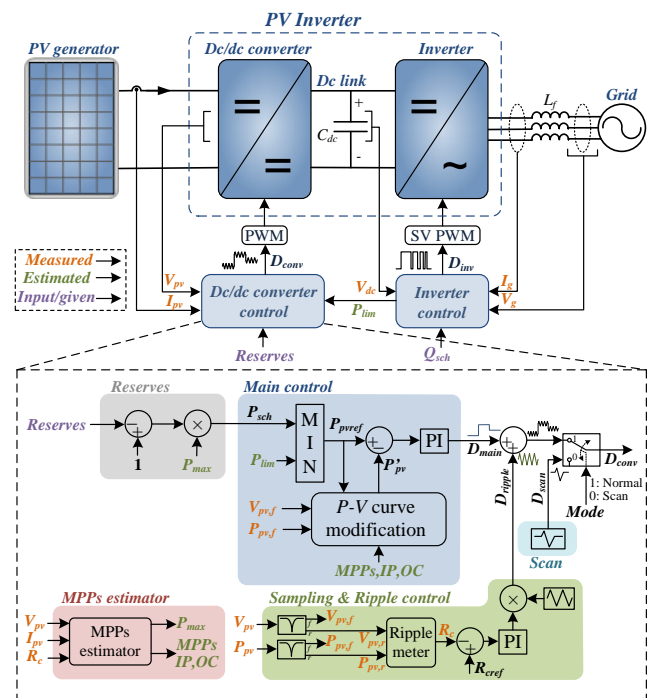 PV Inverter
PV generator
Dc/dc converter
Inverter
Dc link
Grid
L_f
+
C_dc
-
=
=
=
~
PWM
SV PWM
Measured
Estimated
Input/given
D_conv
D_inv
V_pv
I_pv
Dc/dc converter
control
V_dc
P_lim
Inverter
control
I_g
V_g
Reserves
Q_sch
Reserves
Main control
Reserves
-
+
1
×
P_max
P_sch
P_lim
M
I
N
P_pvref
+
-
P'_pv
PI
D_main
+
+
D_ripple
D_scan
1
0
D_conv
Mode
1: Normal
0: Scan
V_pv,f
P_pv,f
P-V curve
modification
MPPs,IP,OC
Scan
MPPs estimator
V_pv
I_pv
R_c
MPPs
estimator
P_max
MPPs
IP,OC
Sampling & Ripple control
V_pv
P_pv
f
r
f
r
V_pv,f
V_pv,r
P_pv,f
P_pv,r
Ripple
meter
R_c
-
+
R_cref
PI
×